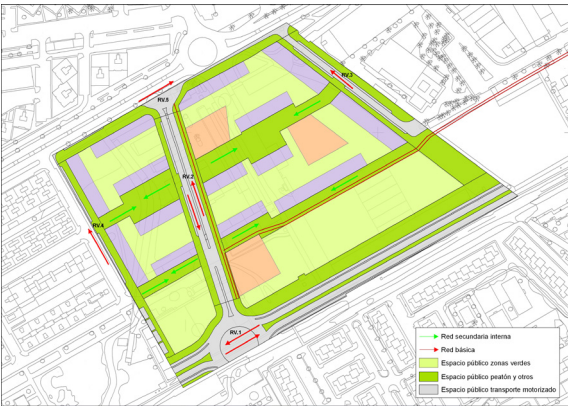 RV.3
RV.5
RV.2
RV.4
RV.1
Red secundaria interna
Red básica
Espacio público zonas verdes
Espacio público peatón y otros
Espacio público transporte motorizado